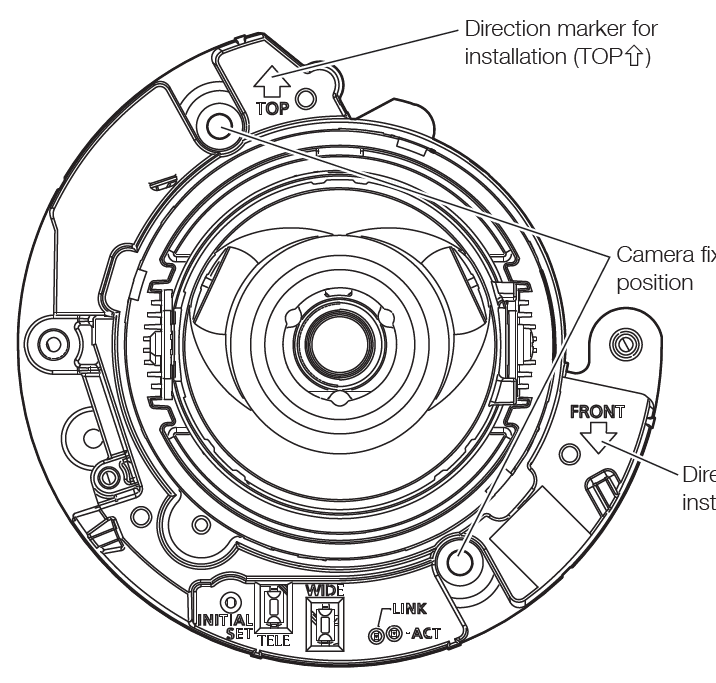 Direction marker for
installation (TOP⇧)
TOP
Camera fix
position
FRONT
Dire
inst
WIDE
INITIAL
SET
TELE
LINK
ACT